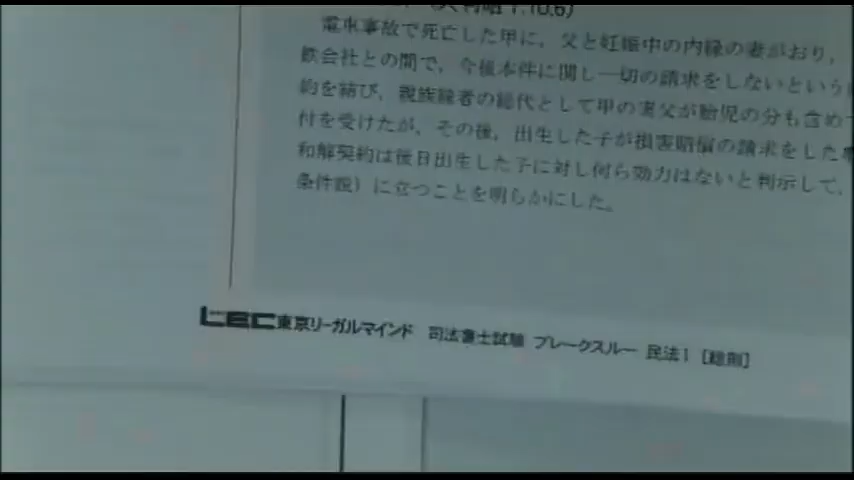 大判昭7.10.6)
電車事故で死亡した甲に、父と妊娠中の内縁の妻がおり、
鉄会社との間で、今後本件に関し一切の請求をしないという
約を結び、親族縁者の総代として甲の実父が胎児の分も含めて
付を受けたが、その後、出生した子が損害賠償の請求をした事
和解契約は後日出生した子に対し何ら効力はないと判示して、
条件説）に立つことを明らかにした。
LEC東京リーガルマインド 司法書士試験 ブレークスルー 民法Ⅰ［総則］